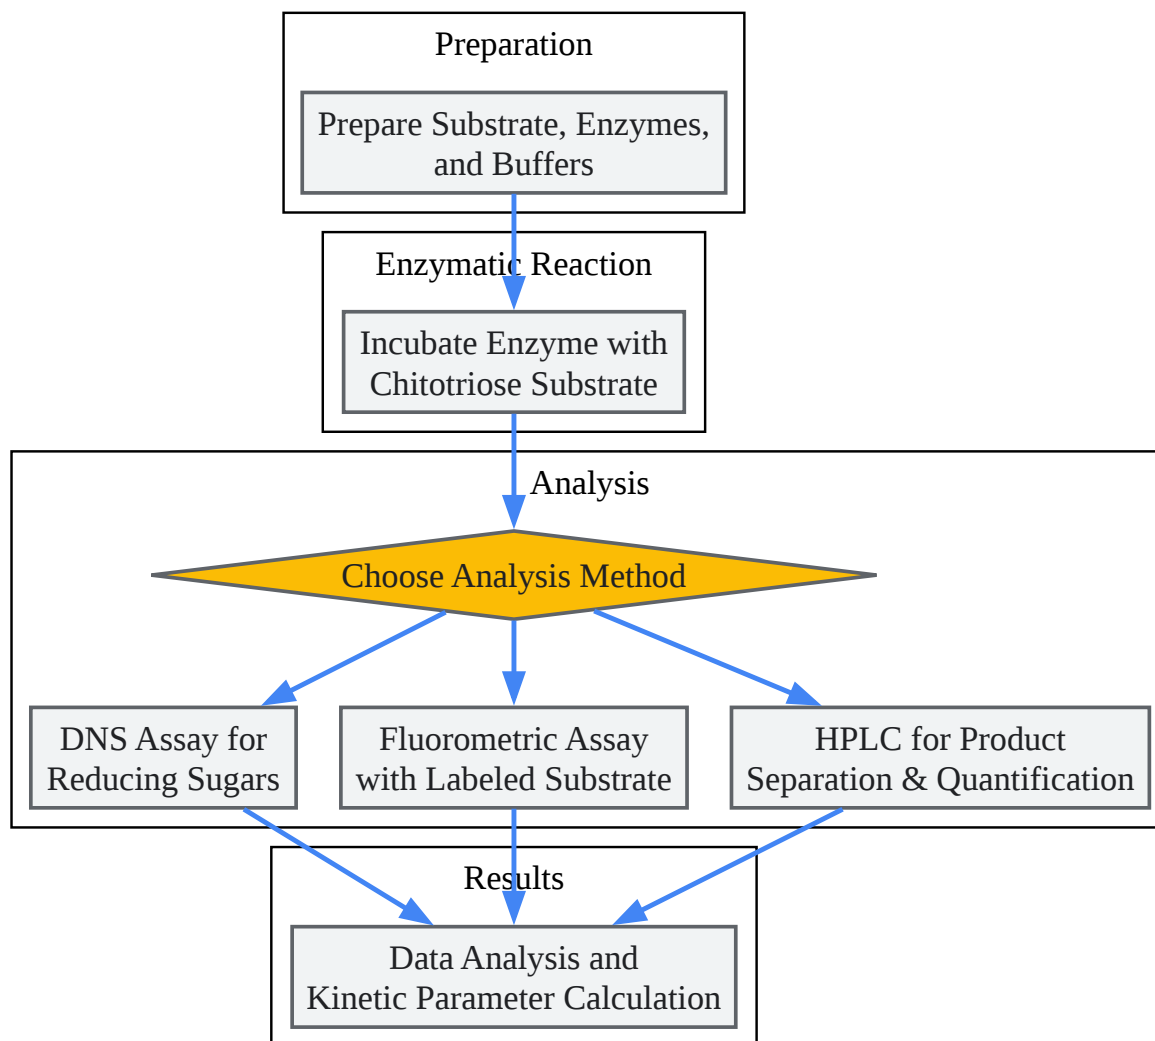 Preparation
Prepare Substrate, Enzymes,
and Buffers
Enzymatic Reaction
Incubate Enzyme with
Chitotriose Substrate
Analysis
Choose Analysis Method
DNS Assay for
Reducing Sugars
Fluorometric Assay
with Labeled Substrate
HPLC for Product
Separation & Quantification
Results
Data Analysis and
Kinetic Parameter Calculation